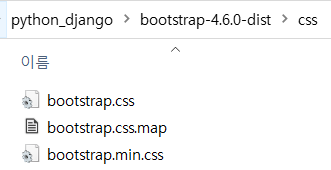 python_django > bootstrap-4.6.0-dist > css
이름
bootstrap.css
bootstrap.css.map
bootstrap.min.css